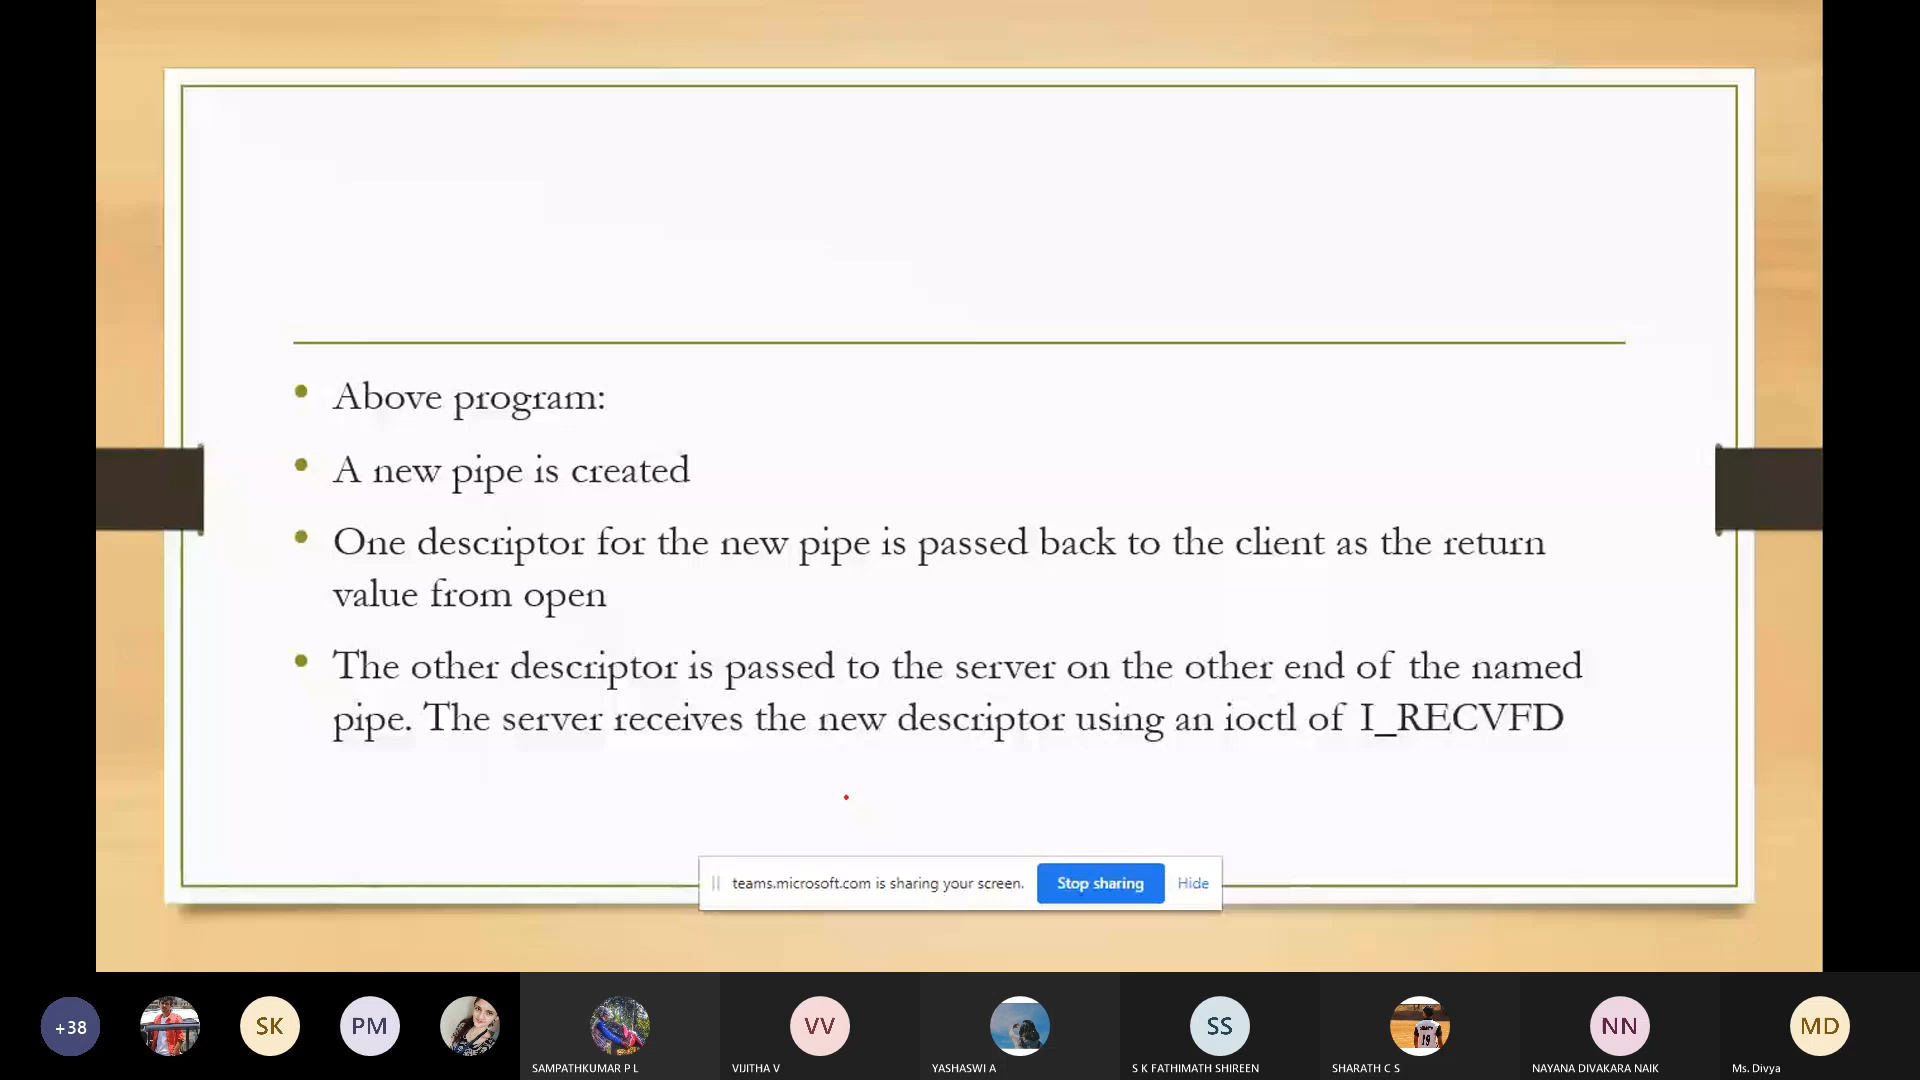 Above program:
A new pipe is created
One descriptor for the new pipe is passed back to the client as the return
value from open
The other descriptor is passed to the server on the other end of the named
pipe. The server receives the new descriptor using an ioctl of I_RECVFD
teams.microsoft.com is sharing your screen. Stop sharing Hide
+38 SK PM VV SS 19 NN MD
SAMPATHKUMAR P L VIJITHA V YASHASWI A S K FATHIMATH SHIREEN SHARATH C S NAYANA DIVAKARA NAIK Ms. Divya